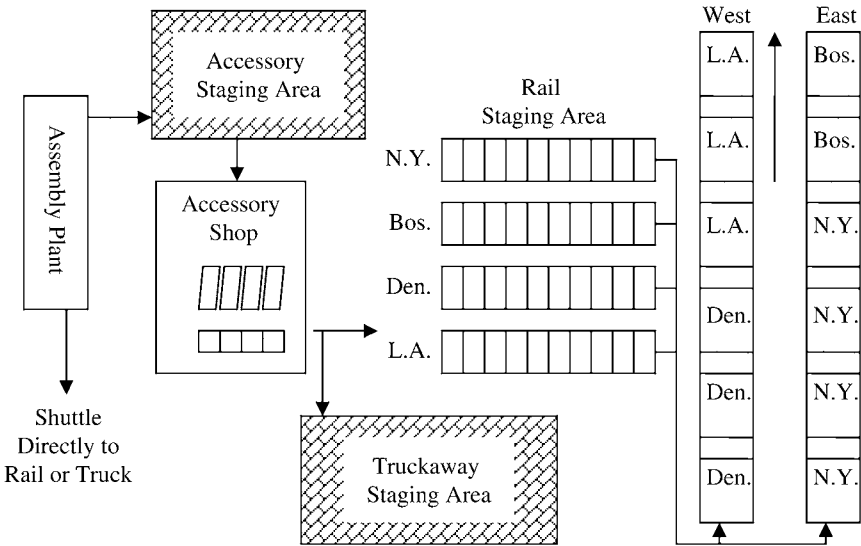 West
East
Accessory
Staging Area
Rail
Staging Area
Assembly Plant
Accessory
Shop
N.Y.
Bos.
Den.
L.A.
Shuttle
Directly to
Rail or Truck
Truckaway
Staging Area
L.A.
L.A.
L.A.
Den.
Den.
Den.
Bos.
Bos.
N.Y.
N.Y.
N.Y.
N.Y.